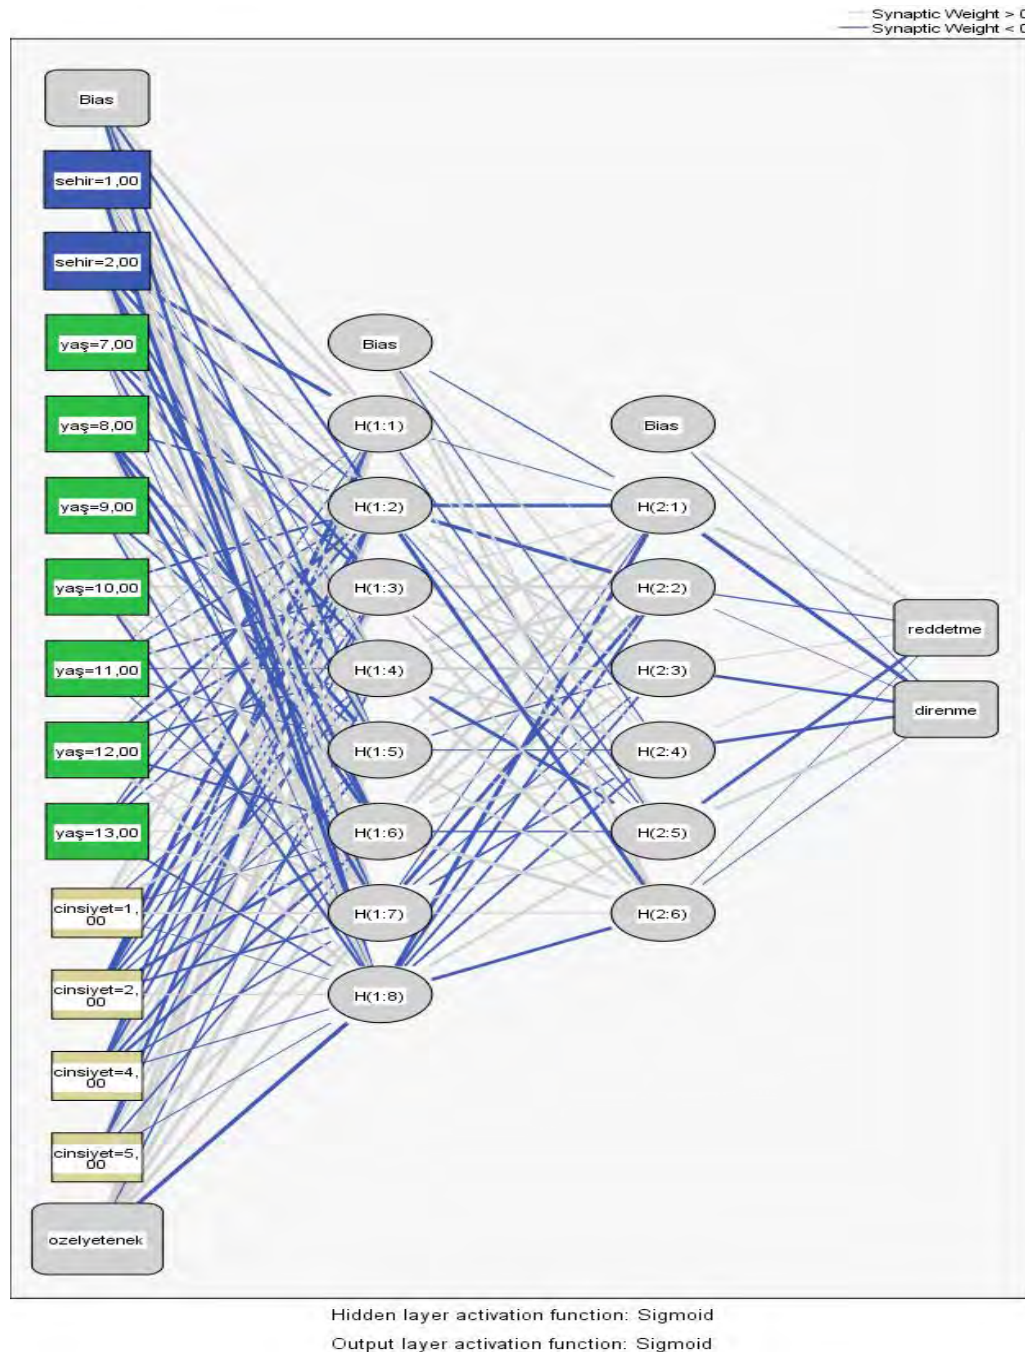 Synaptic Weight > 0
Synaptic Weight < 0
Bias
sehir=1,00
sehir=2,00
yaş=7,00
yaş=8,00
yaş=9,00
yaş=10,00
yaş=11,00
yaş=12,00
yaş=13,00
cinsiyet=1,
00
cinsiyet=2,
00
cinsiyet=4,
00
cinsiyet=5,
00
ozelyetenek
Bias
H(1:1)
H(1:2)
H(1:3)
H(1:4)
H(1:5)
H(1:6)
H(1:7)
H(1:8)
Bias
H(2:1)
H(2:2)
H(2:3)
H(2:4)
H(2:5)
H(2:6)
reddetme
direnme
Hidden layer activation function: Sigmoid
Output layer activation function: Sigmoid